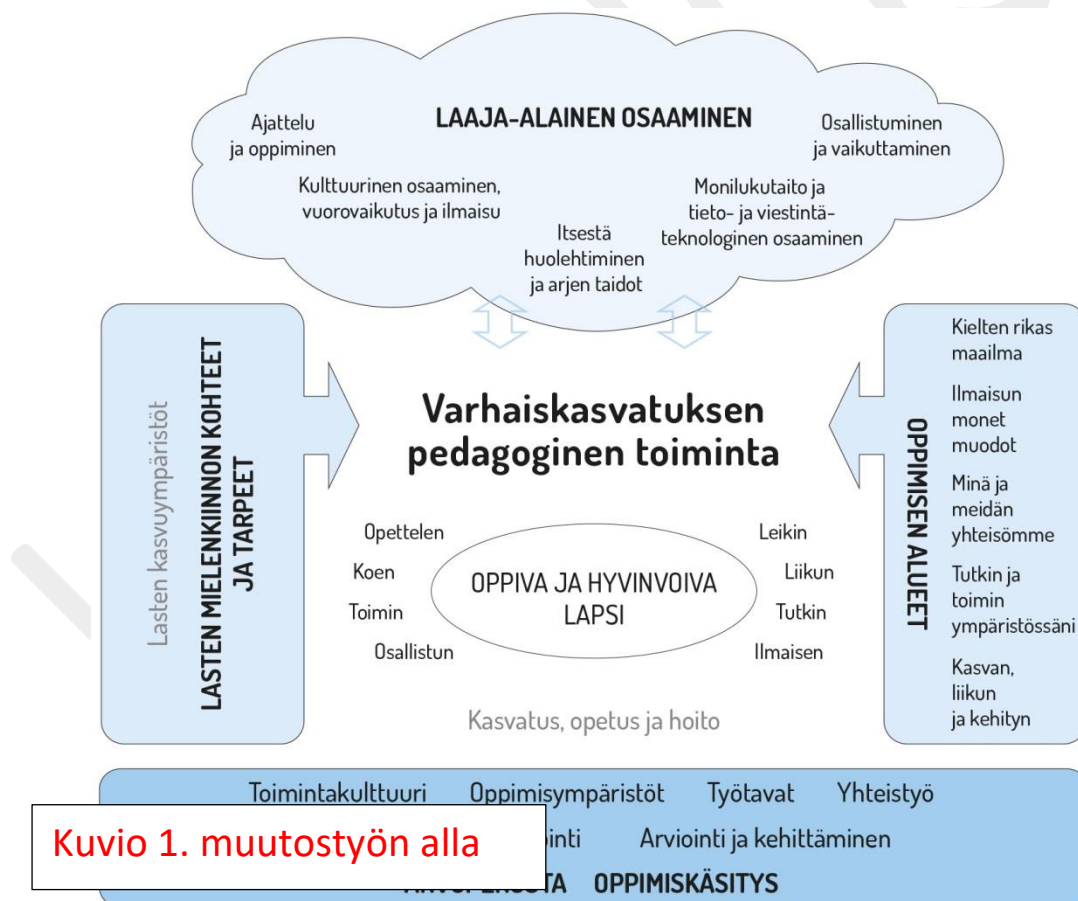 LAAJA-ALAINEN OSAAMINEN
Ajattelu
ja oppiminen
Kulttuurinen osaaminen,
vuorovaikutus ja ilmaisu
Itsestä
huolehtiminen
ja arjen taidot
Monilukutaito ja
tieto- ja viestintä-
teknologinen osaaminen
Osallistuminen
ja vaikuttaminen
Lasten kasvuympäristöt
LASTEN MIELENKIINNON KOHTEET
JA TARPEET
Varhaiskasvatuksen
pedagoginen toiminta
Opettelen
Koen
Toimin
Osallistun
OPPIVA JA HYVINVOIVA
LAPSI
Leikin
Liikun
Tutkin
Ilmaisen
Kasvatus, opetus ja hoito
OPPIMISEN ALUEET
Kielten rikas
maailma
Ilmaisun
monet
muodot
Minä ja
meidän
yhteisömme
Tutkin ja
toimin
ympäristössäni
Kasvan,
liikun
ja kehityn
Toimintakulttuuri Oppimisympäristöt Työtavat Yhteistyö
Arviointi ja kehittäminen
OPPIMISKÄSITYS
Kuvio 1. muutostyön alla